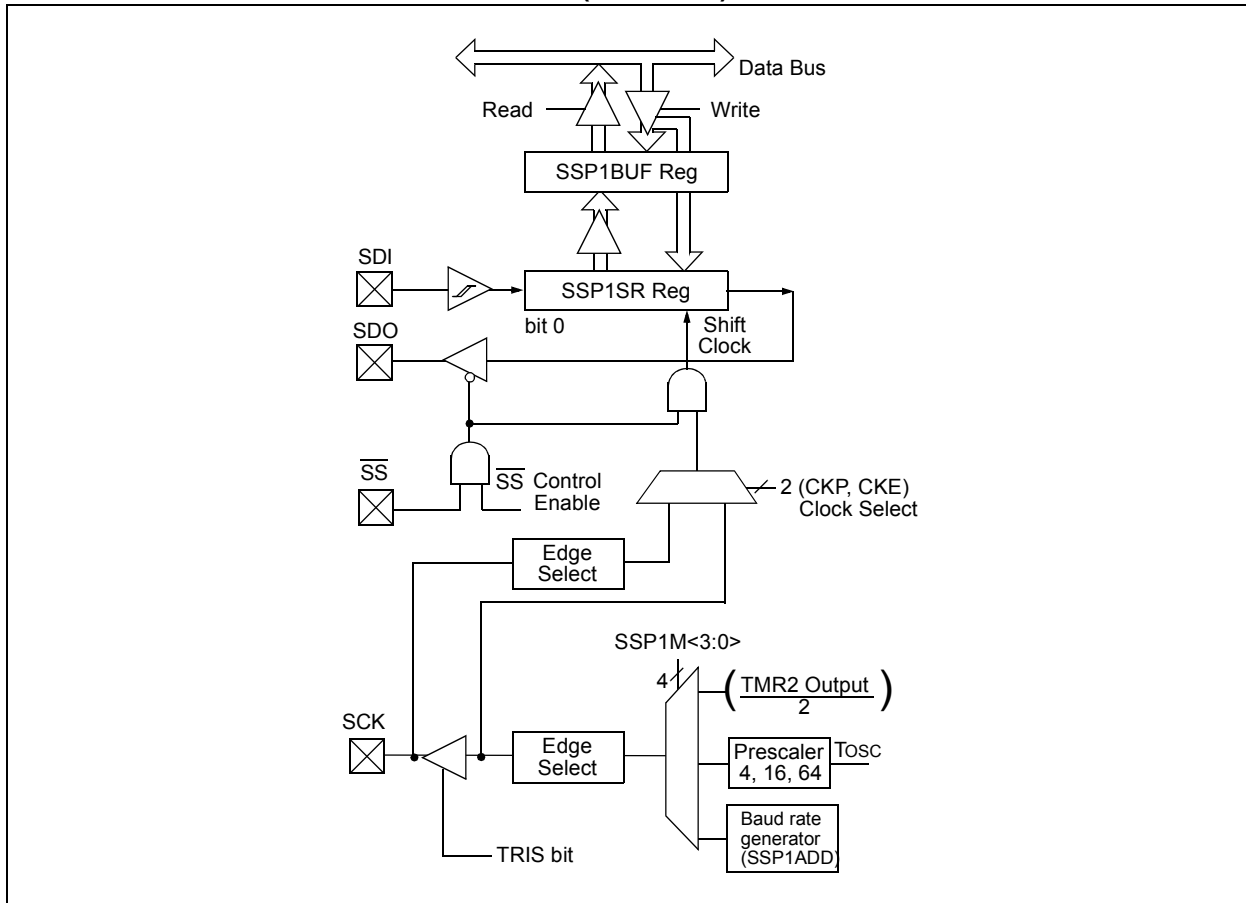 Data Bus
Read
Write
SSP1BUF Reg
SDI
SSP1SR Reg
bit 0
Shift
Clock
SDO
SS
SS Control
Enable
2 (CKP, CKE)
Clock Select
Edge
Select
SSP1M<3:0>
4
( TMR2 Output )
2
SCK
Edge
Select
Prescaler
4, 16, 64
TOSC
Baud rate
generator
(SSP1ADD)
TRIS bit